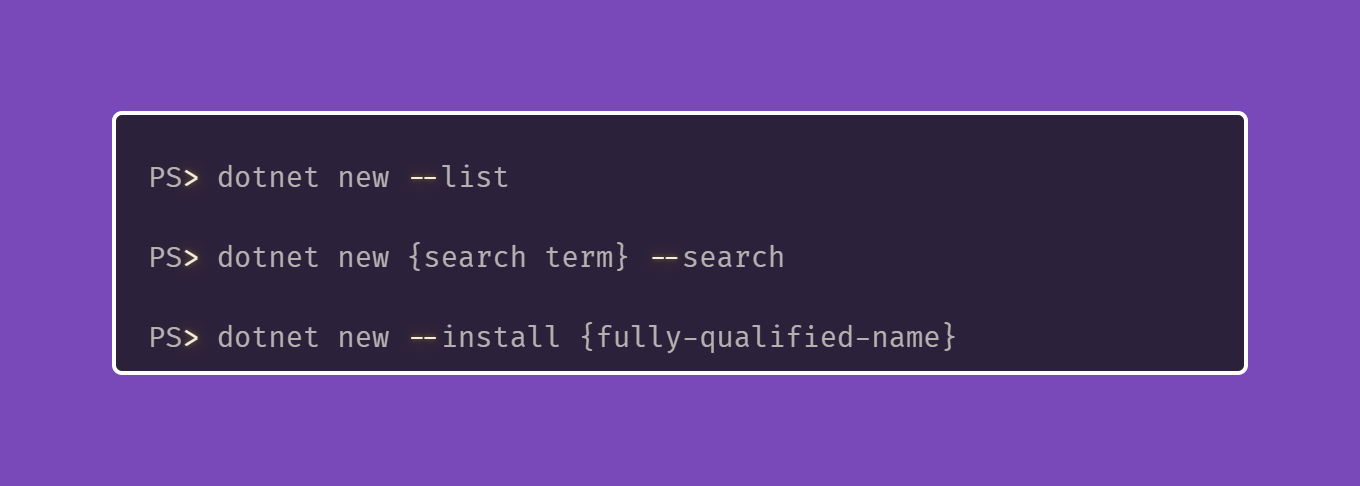 PS> dotnet new --list
PS> dotnet new {search term} --search
PS> dotnet new --install {fully-qualified-name}